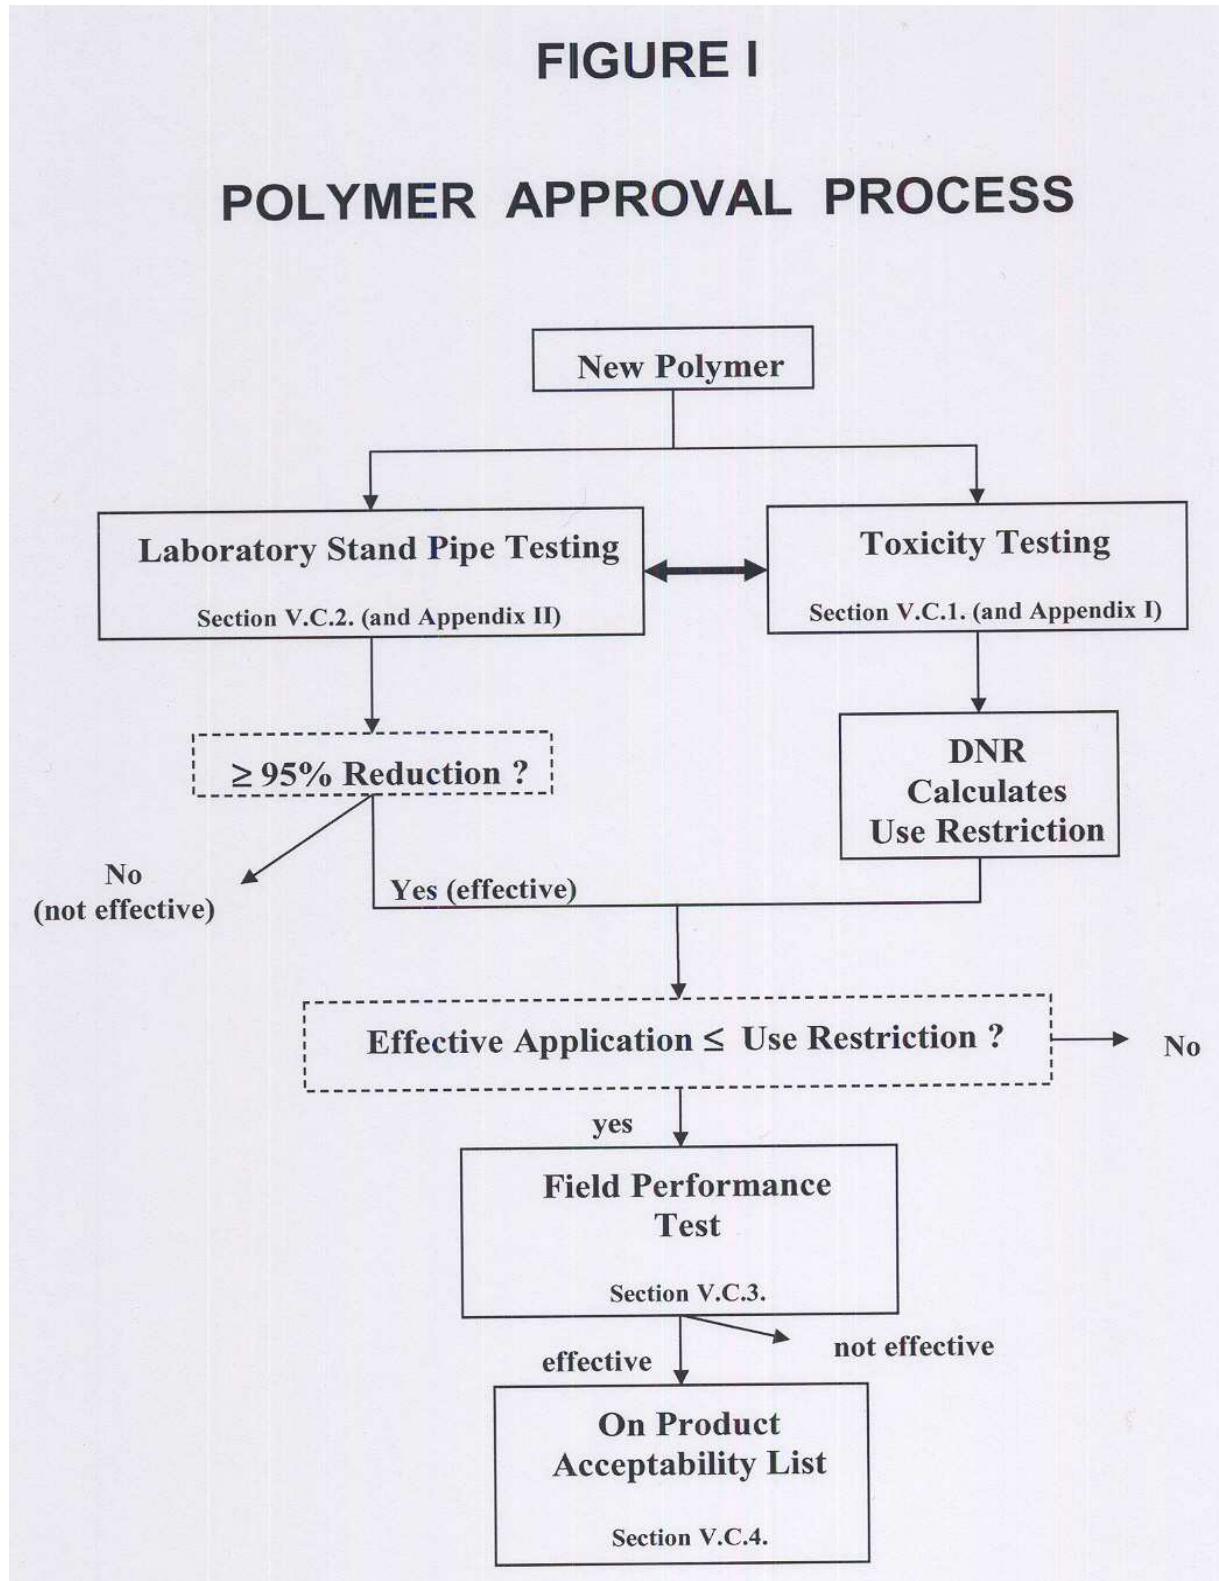 FIGURE I
POLYMER APPROVAL PROCESS
New Polymer
Laboratory Stand Pipe Testing
Section V.C.2. (and Appendix II)
Toxicity Testing
Section V.C.1. (and Appendix I)
≥ 95% Reduction ?
DNR
Calculates
Use Restriction
No
(not effective)
Yes (effective)
Effective Application ≤ Use Restriction ?
No
yes
Field Performance
Test
Section V.C.3.
effective
not effective
On Product
Acceptability List
Section V.C.4.